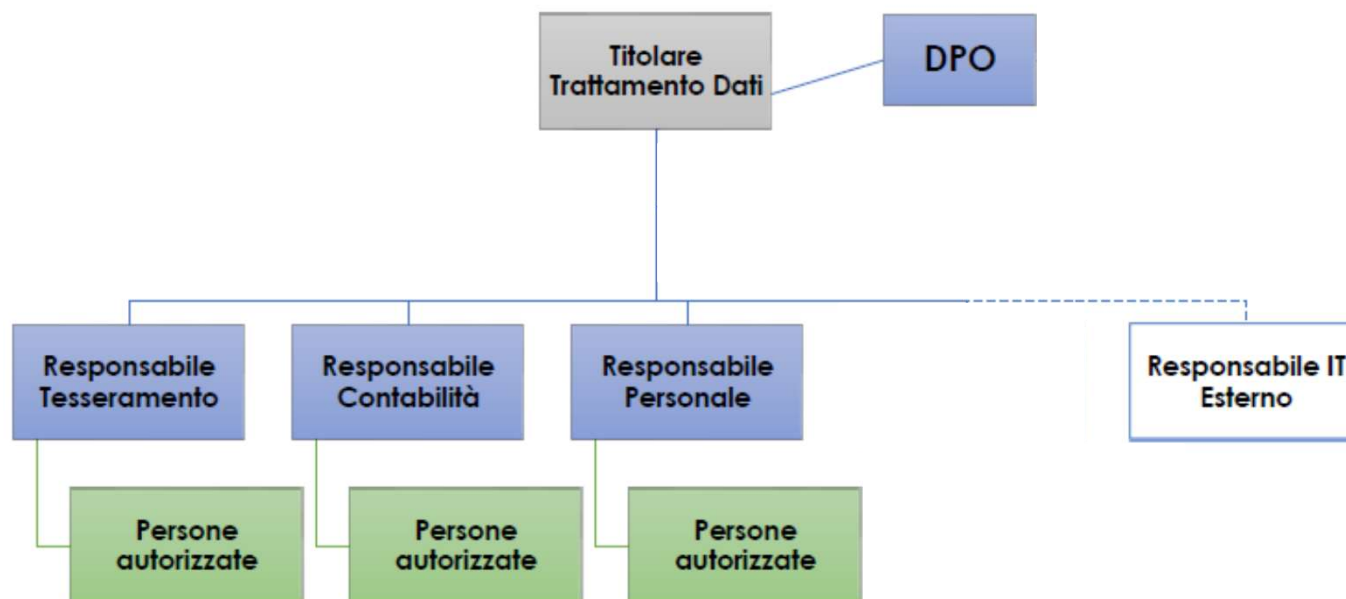 Titolare
Trattamento Dati
DPO
Responsabile
Tesseramento
Responsabile
Contabilità
Responsabile
Personale
Responsabile IT
Esterno
Persone
autorizzate
Persone
autorizzate
Persone
autorizzate